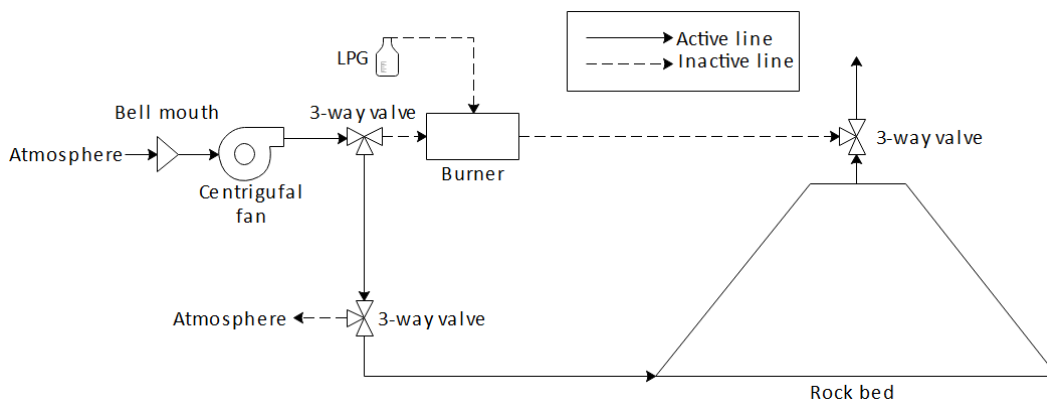 Active line
Inactive line
LPG
Bell mouth
3-way valve
Atmosphere
3-way valve
Burner
Centrigufal
fan
Atmosphere
3-way valve
Rock bed